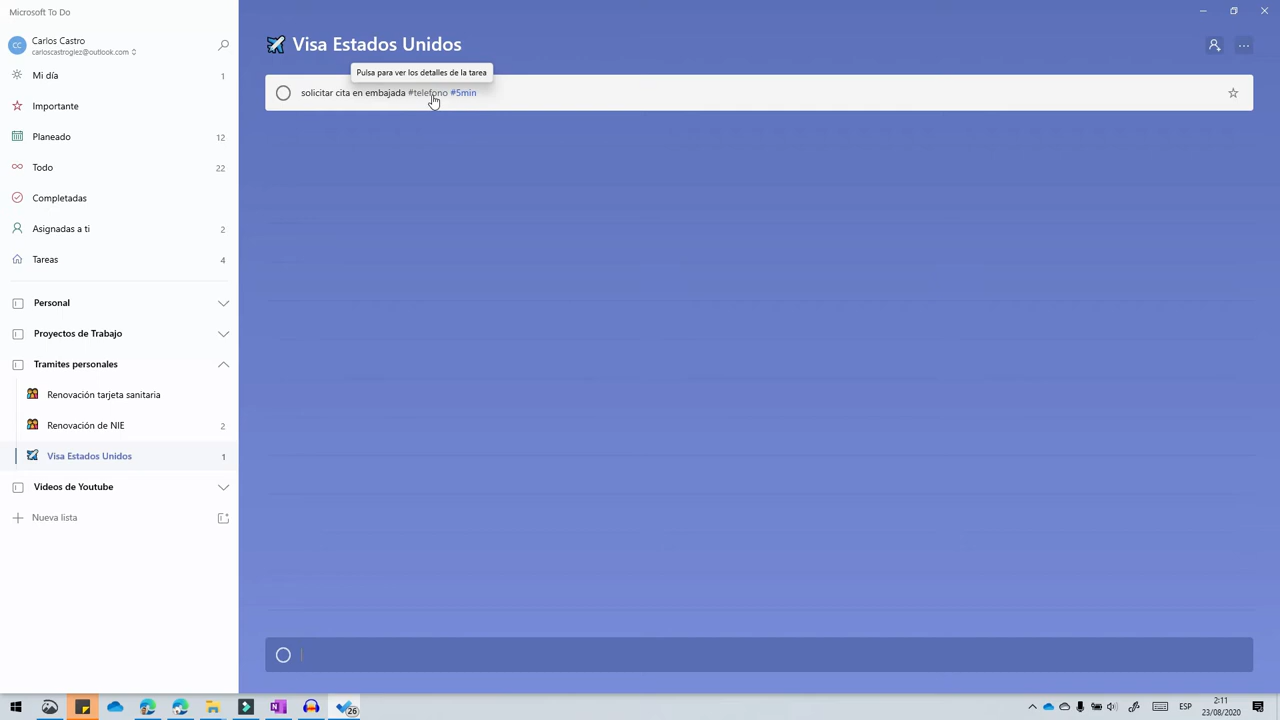 Microsoft To Do
CC
Carlos Castro
carloscastroglez@outlook.com
Mi día 1
Importante
Planeado 12
Todo 22
Completadas
Asignadas a ti 2
Tareas 4
Personal
Proyectos de Trabajo
Tramites personales
Renovación tarjeta sanitaria
Renovación de NIE 2
Visa Estados Unidos 1
Videos de Youtube
Nueva lista
Visa Estados Unidos
Pulsa para ver los detalles de la tarea
solicitar cita en embajada #telefono #5min
26
ESP
2:11
23/08/2020